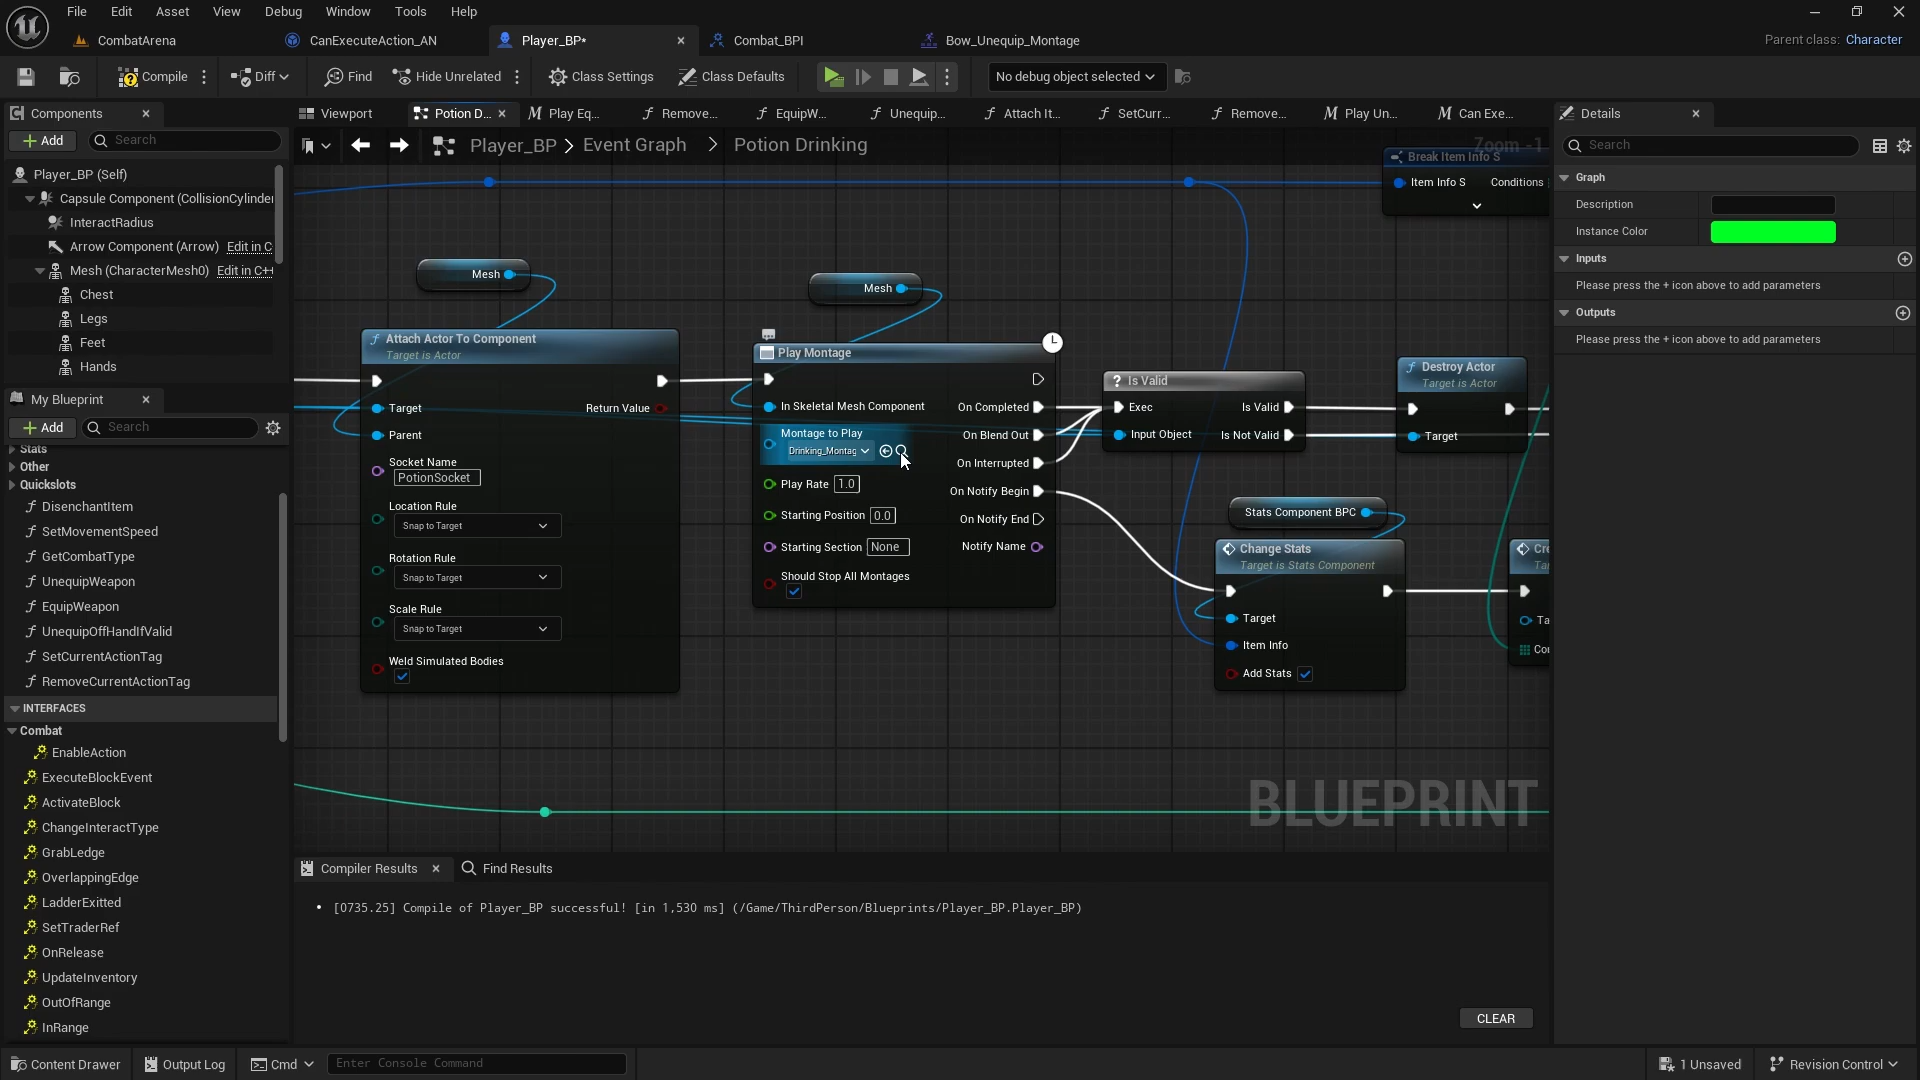 File Edit Asset View Debug Window Tools Help
CombatArena CanExecuteAction_AN Player_BP* Combat_BPI Bow_Unequip_Montage Parent class: Character
Compile Diff Find Hide Unrelated Class Settings Class Defaults No debug object selected
Components Viewport Potion D... Play Eq... Remove... EquipW... Unequip... Attach It... SetCurr... Remove... Play Un... Can Exe... Details
Add Search Player_BP Event Graph Potion Drinking Zoom -1 Search
Player_BP (Self)
Capsule Component (CollisionCylinder
InteractRadius
Arrow Component (Arrow) Edit in C
Mesh (CharacterMesh0) Edit in C++
Chest
Legs
Feet
Hands
My Blueprint
Add Search
Stats
Other
Quickslots
DisenchantItem
SetMovementSpeed
GetCombatType
UnequipWeapon
EquipWeapon
UnequipOffHandIfValid
SetCurrentActionTag
RemoveCurrentActionTag
INTERFACES
Combat
EnableAction
ExecuteBlockEvent
ActivateBlock
ChangeInteractType
GrabLedge
OverlappingEdge
LadderExitted
SetTraderRef
OnRelease
UpdateInventory
OutOfRange
InRange
Break Item Info S
Item Info S Conditions
Mesh
Mesh
Attach Actor To Component
Target is Actor
Target Return Value
Parent
Socket Name
PotionSocket
Location Rule
Snap to Target
Rotation Rule
Snap to Target
Scale Rule
Snap to Target
Weld Simulated Bodies
Play Montage
In Skeletal Mesh Component On Completed
Montage to Play On Blend Out
Drinking_Montag
On Interrupted
Play Rate 1.0 On Notify Begin
Starting Position 0.0 On Notify End
Starting Section None Notify Name
Should Stop All Montages
Is Valid
Exec Is Valid
Input Object Is Not Valid
Destroy Actor
Target is Actor
Target
Stats Component BPC
Change Stats
Target is Stats Component
Target
Item Info
Add Stats
Cre
Ta
Ta
Cou
BLUEPRINT
Compiler Results Find Results
• [0735.25] Compile of Player_BP successful! [in 1,530 ms] (/Game/ThirdPerson/Blueprints/Player_BP.Player_BP)
CLEAR
Graph
Description
Instance Color
Inputs
Please press the + icon above to add parameters
Outputs
Please press the + icon above to add parameters
Content Drawer Output Log Cmd Enter Console Command 1 Unsaved Revision Control